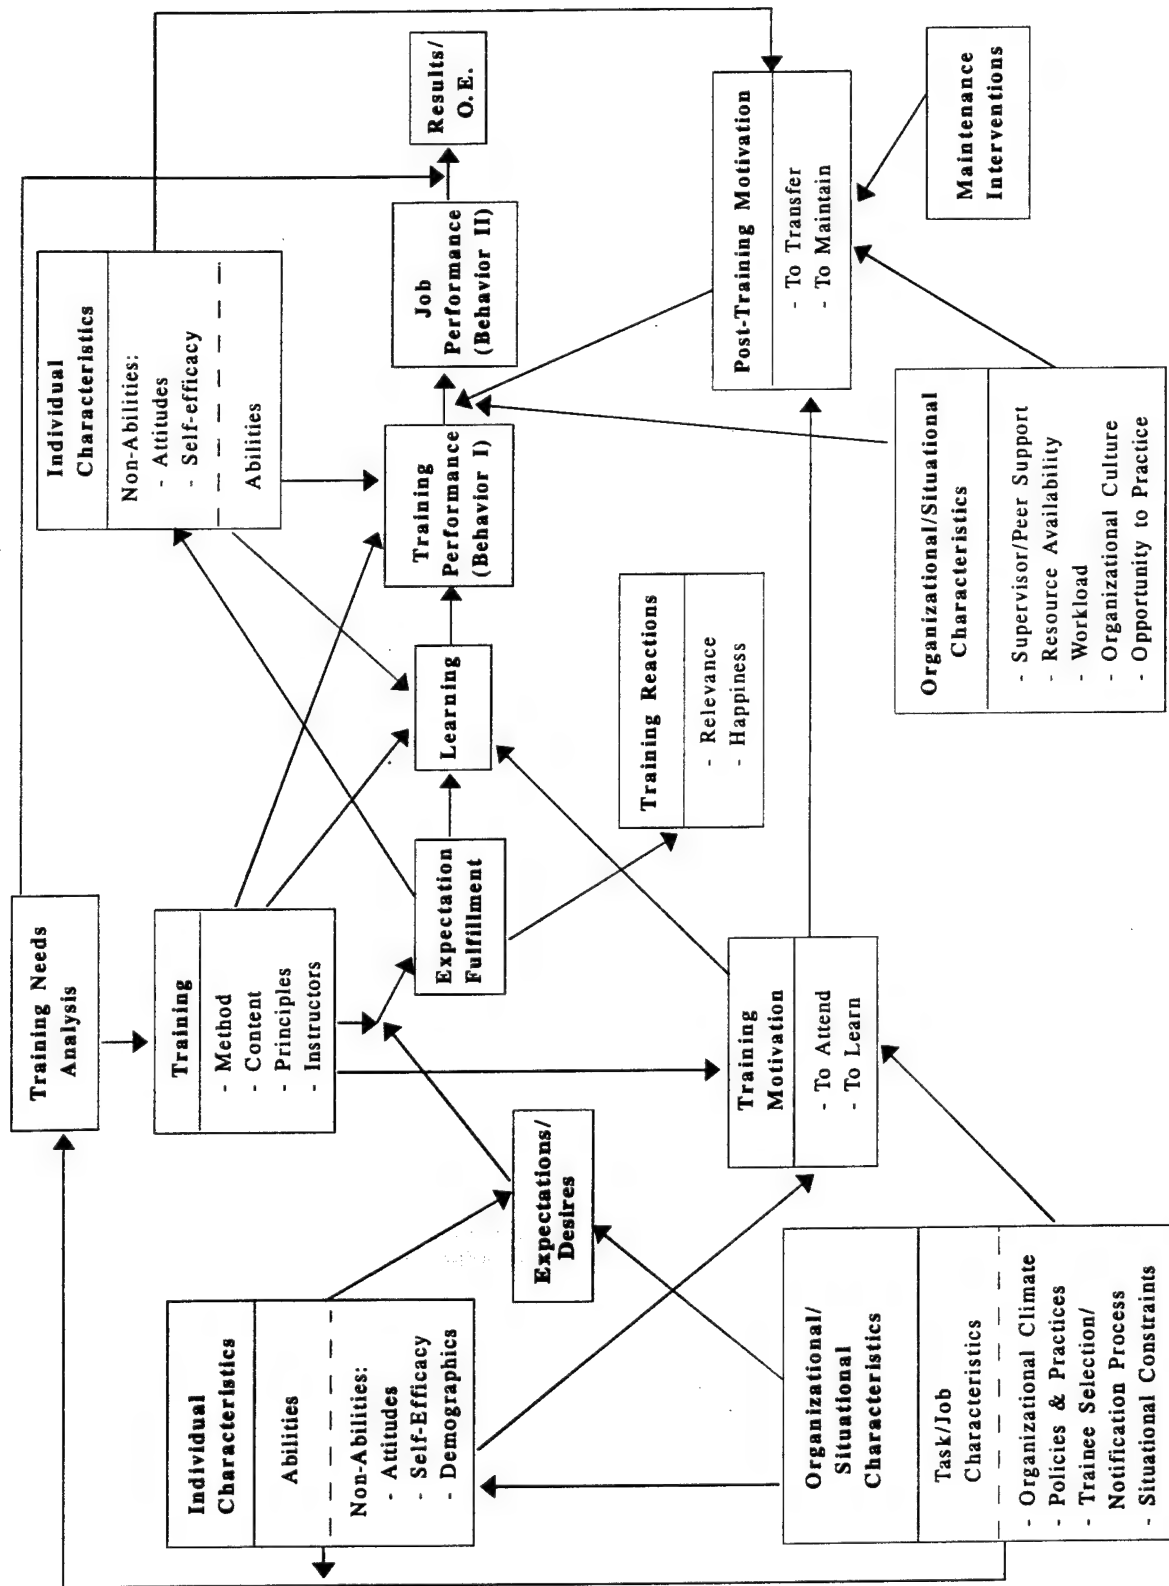 Training Needs
Analysis
Training
- Method
- Content
- Principles
- Instructors
Individual
Characteristics
Abilities
Non-Abilities:
- Attitudes
- Self-Efficacy
- Demographics
Expectations/
Desires
Organizational/
Situational
Characteristics
Task/Job
Characteristics
- Organizational Climate
- Policies & Practices
- Trainee Selection/
Notification Process
- Situational Constraints
Training
Motivation
- To Attend
- To Learn
Expectation
Fulfillment
Learning
Training Reactions
- Relevance
- Happiness
Individual
Characteristics
Non-Abilities:
- Attitudes
- Self-efficacy
Abilities
Training
Performance
(Behavior I)
Job
Performance
(Behavior II)
Results/
O.E.
Post-Training Motivation
- To Transfer
- To Maintain
Organizational/Situational
Characteristics
- Supervisor/Peer Support
- Resource Availability
- Workload
- Organizational Culture
- Opportunity to Practice
Maintenance
Interventions